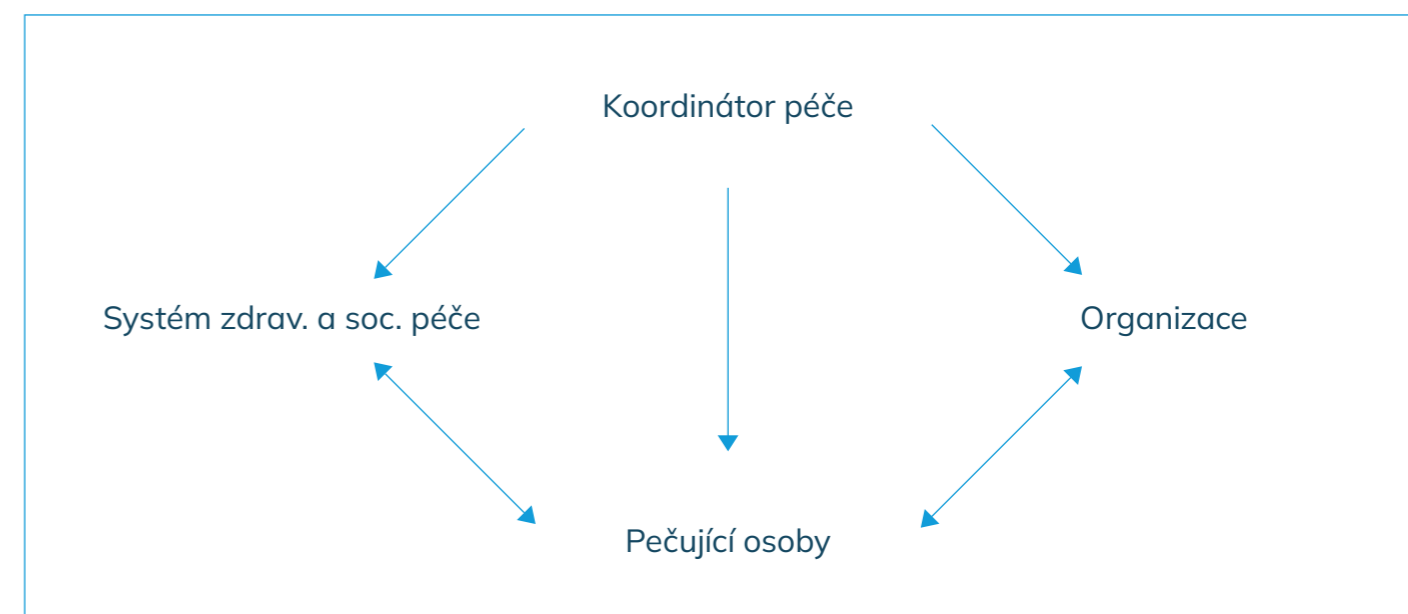 Koordinátor péče
Systém zdrav. a soc. péče
Organizace
Pečující osoby